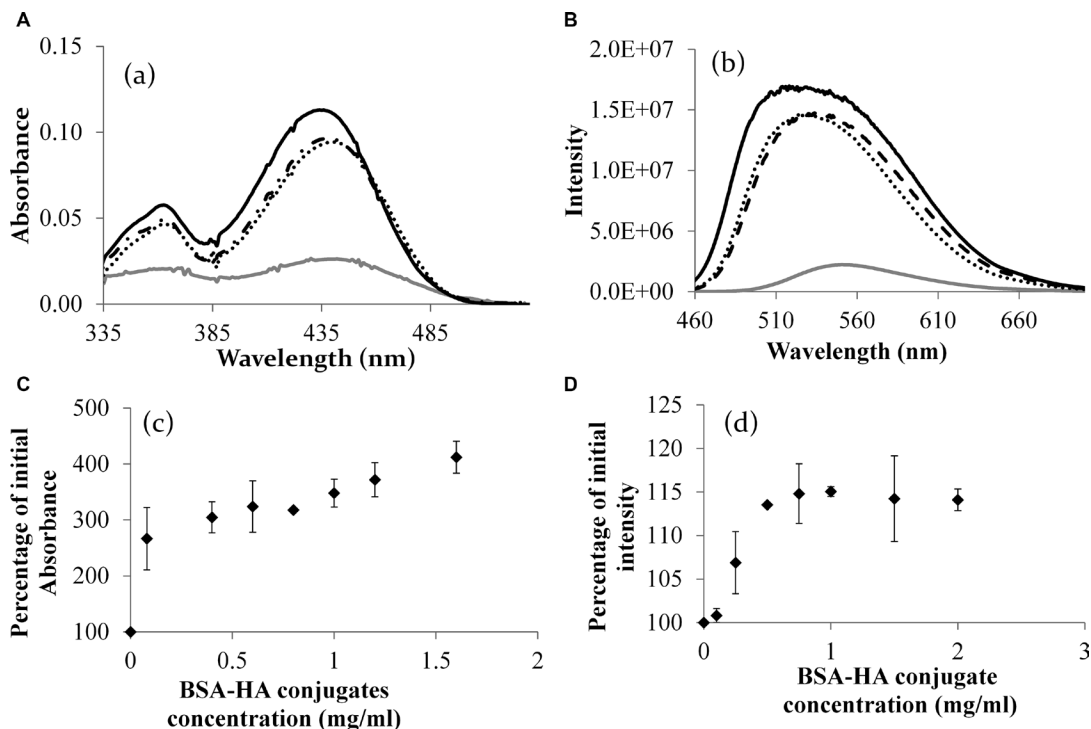 A
(a)
0.15
0.10
0.05
0.00
Absorbance
335
385
435
485
Wavelength (nm)
B
(b)
2.0E+07
1.5E+07
1.0E+07
5.0E+06
0.0E+00
Intensity
460
510
560
610
660
Wavelength (nm)
C
(c)
500
400
300
200
100
Percentage of initial
Absorbance
0
0.5
1
1.5
2
BSA-HA conjugates
concentration (mg/ml)
D
(d)
125
120
115
110
105
100
Percentage of initial
intensity
0
1
2
3
BSA-HA conjugate
concentration (mg/ml)